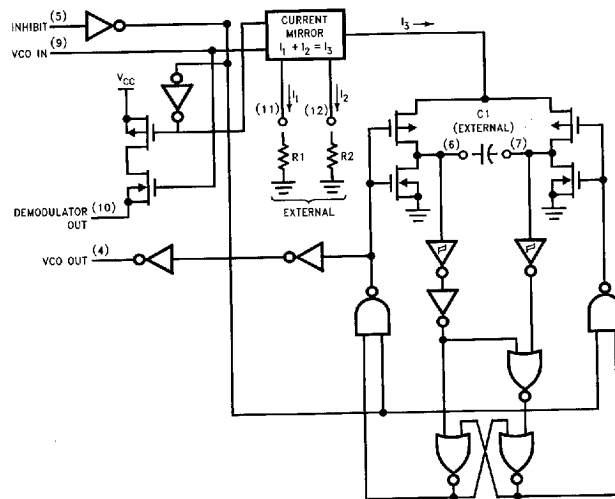 INHIBIT (5)
VCO IN (9)
CURRENT
MIRROR
I1 + I2 = I3
I3
VCC
I1
I2
(11)
(12)
R1
R2
EXTERNAL
C1
(EXTERNAL)
(6)
(7)
DEMODULATOR (10)
OUT
VCO OUT (4)